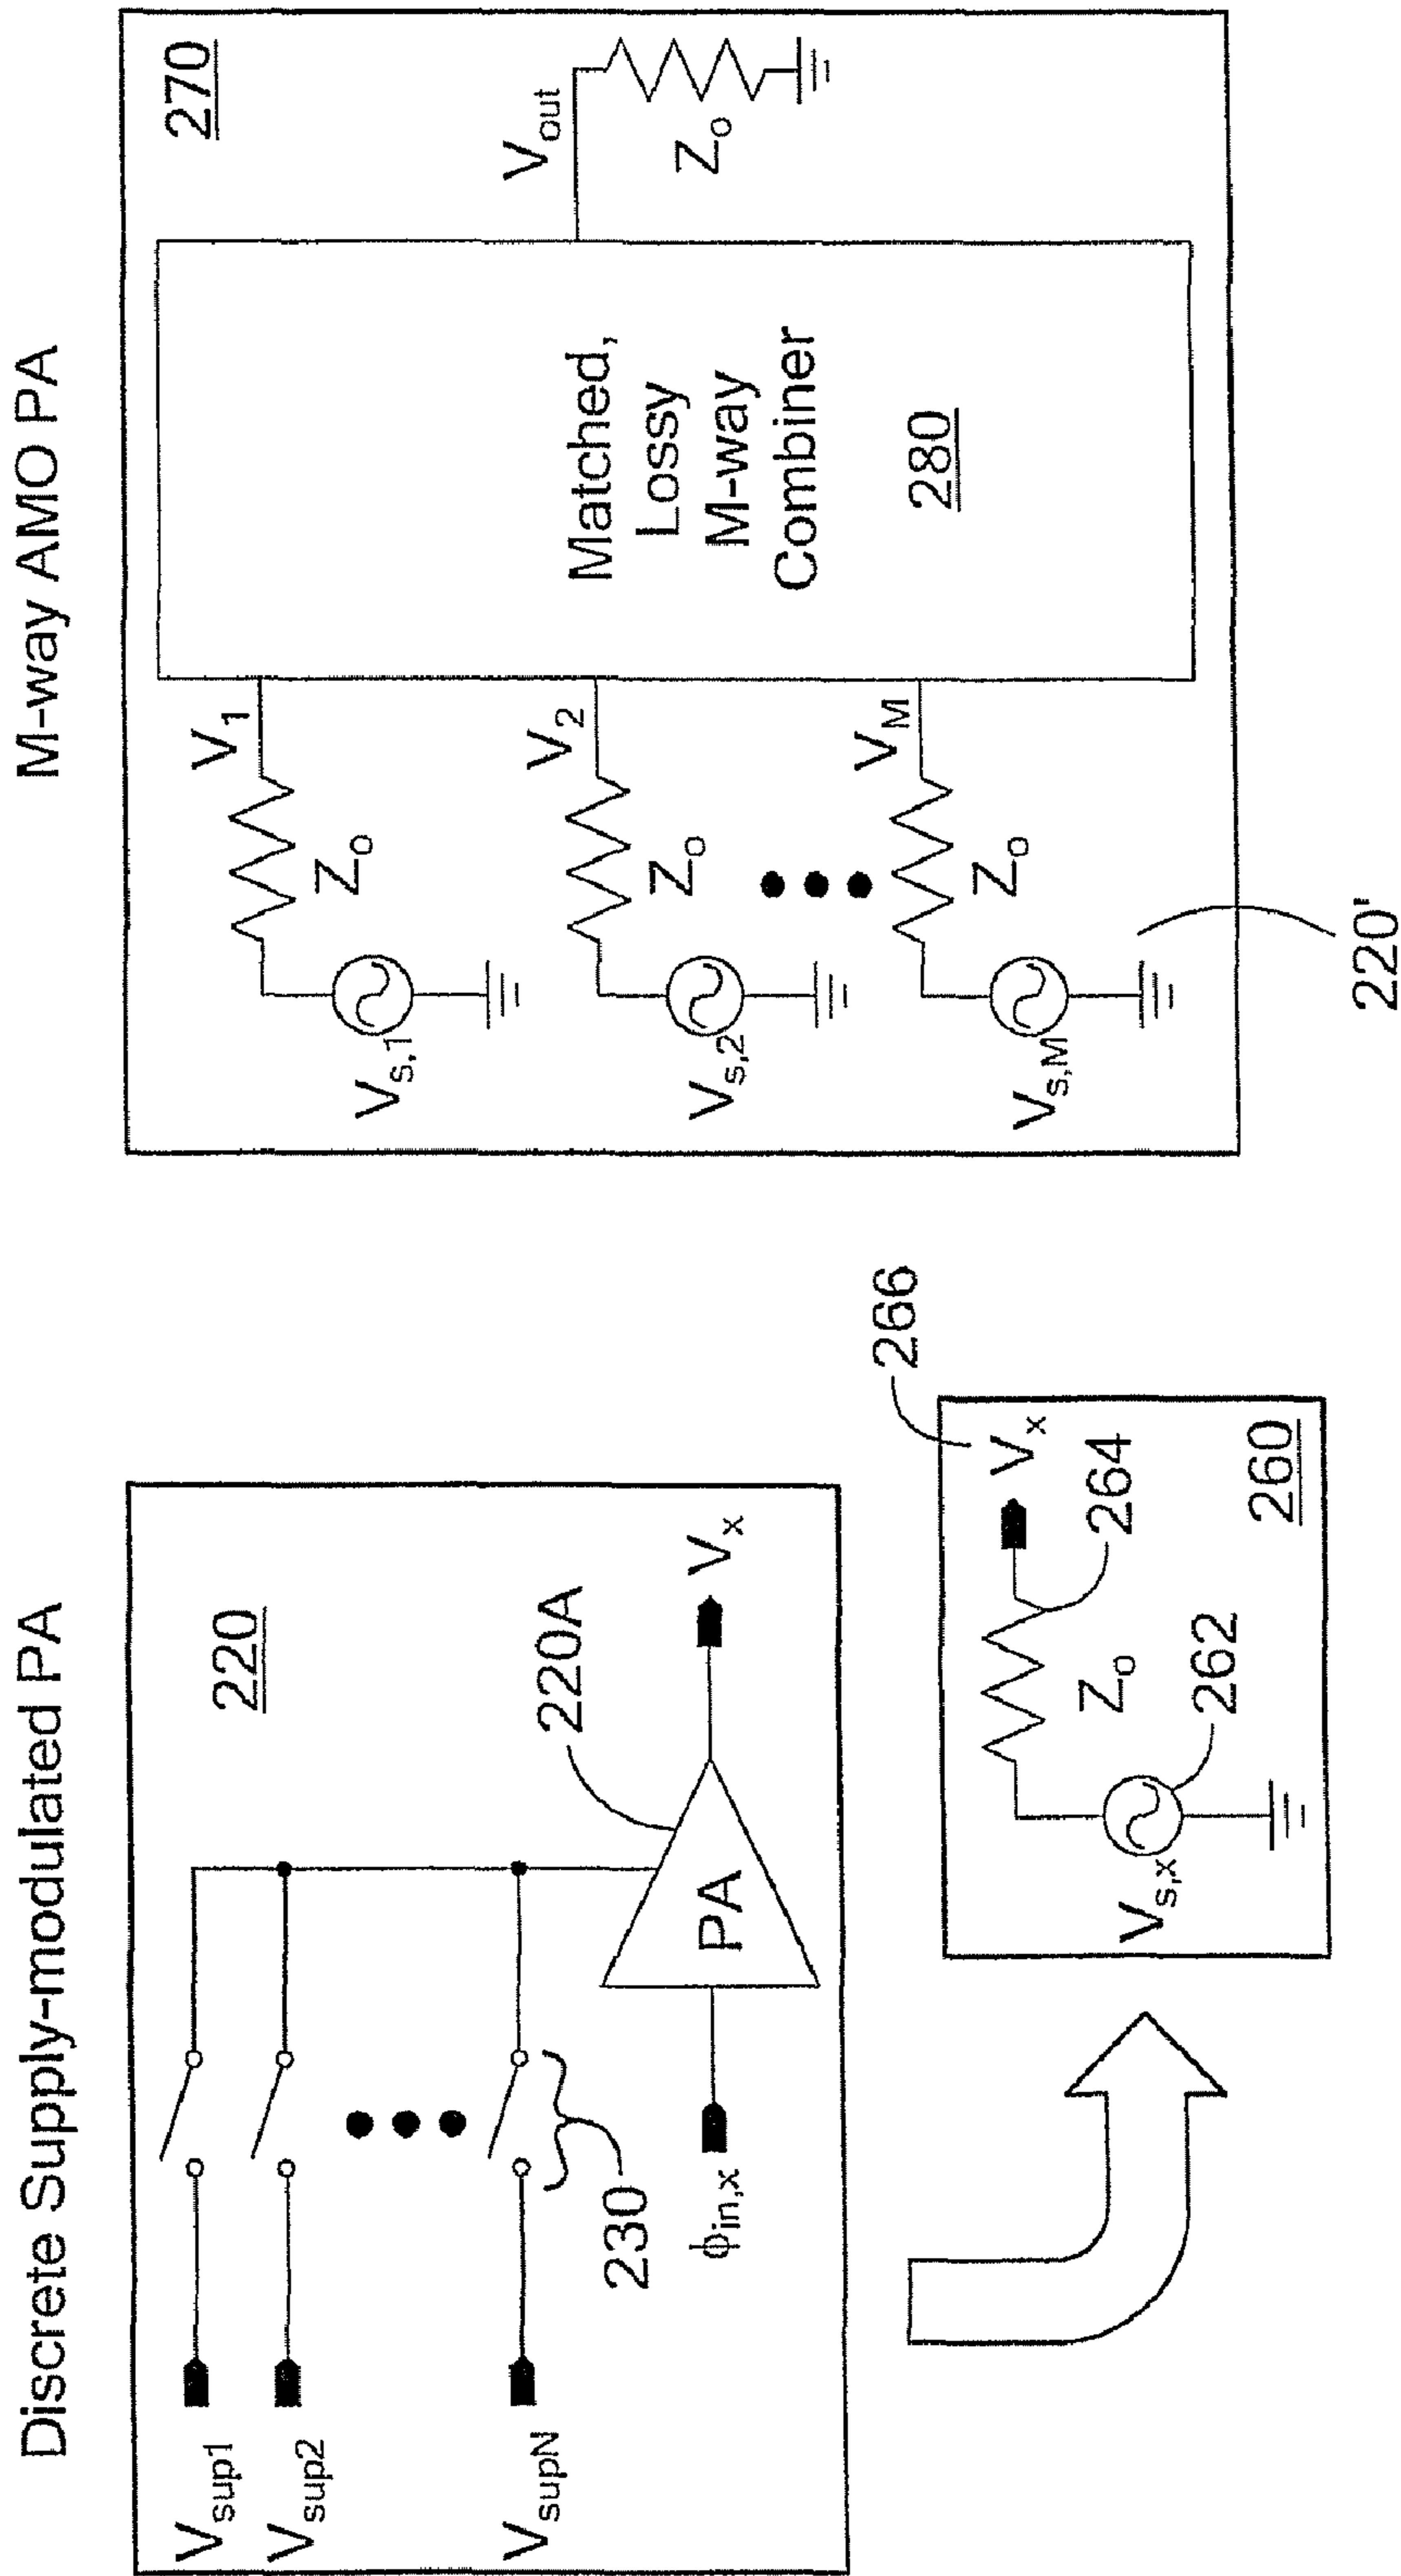 Discrete Supply-modulated PA
220
Vsup1
Vsup2
VsupN
230
220A
PA
ϕin,x
Vx
266
Vx
264
Zo
262
Vs,x
260
M-way AMO PA
270
V1
Zo
Vs,1
V2
Zo
Vs,2
VM
Zo
Vs,M
220'
Matched,
Lossy
M-way
Combiner
280
Vout
Zo